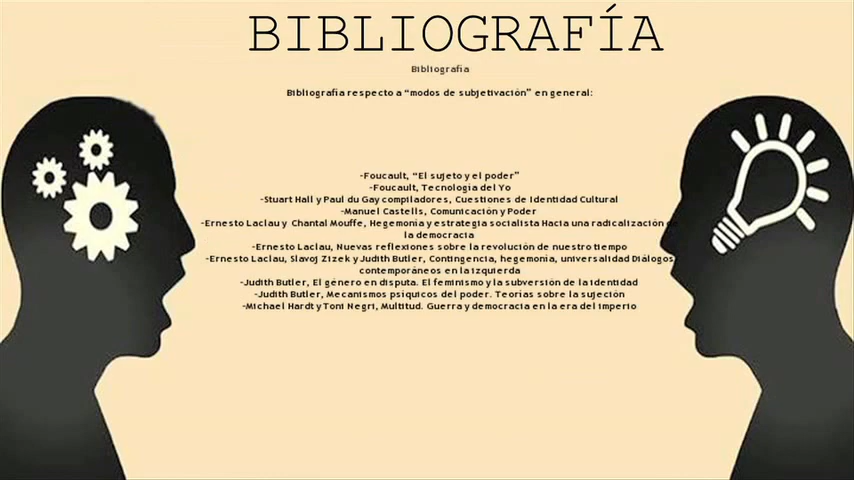 BIBLIOGRAFÍA
Bibliografía
Bibliografía respecto a “modos de subjetivación” en general:
-Foucault, “El sujeto y el poder”
-Foucault, Tecnología del Yo
-Stuart Hall y Paul du Gay compiladores, Cuestiones de Identidad Cultural
-Manuel Castells, Comunicación y Poder
-Ernesto Laclau y Chantal Mouffe, Hegemonía y estrategia socialista Hacia una radicalización de
la democracia
-Ernesto Laclau, Nuevas reflexiones sobre la revolución de nuestro tiempo
-Ernesto Laclau, Slavoj Zizek y Judith Butler, Contingencia, hegemonía, universalidad Diálogos
contemporáneos en la izquierda
-Judith Butler, El género en disputa. El feminismo y la subversión de la identidad
-Judith Butler, Mecanismos psíquicos del poder. Teorías sobre la sujeción
-Michael Hardt y Toni Negri, Multitud. Guerra y democracia en la era del imperio